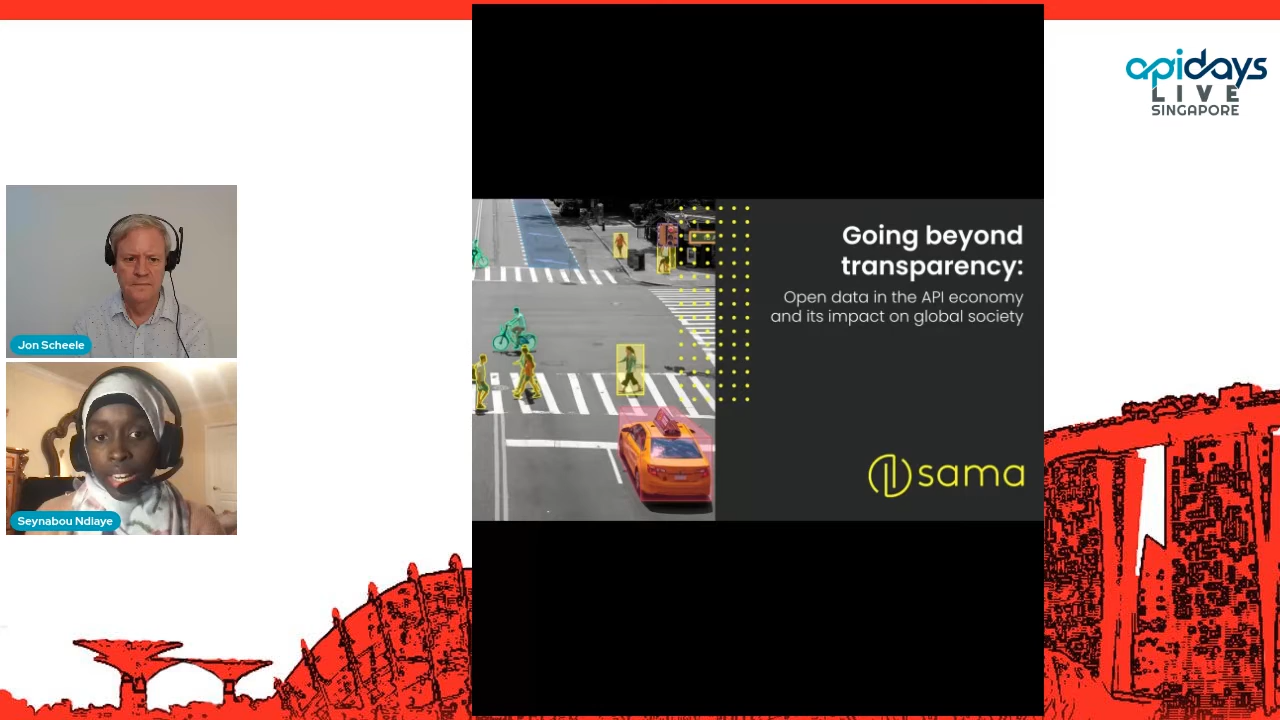 apidays
LIVE
SINGAPORE
Jon Scheele
Seynabou Ndiaye
Going beyond
transparency:
Open data in the API economy
and its impact on global society
sama